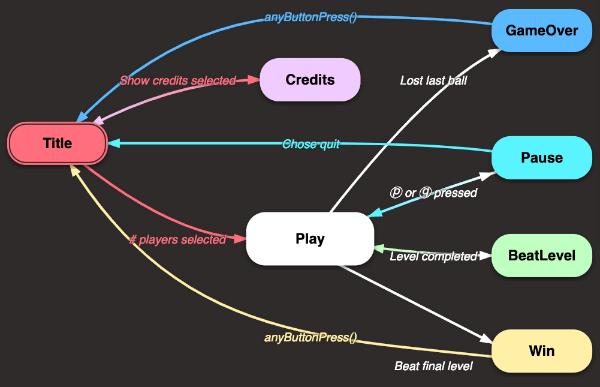 anyButtonPress()
GameOver
Show credits selected
Credits
Lost last ball
Title
Chose quit
Pause
ⓟ or ⓠ pressed
# players selected
Play
Level completed
BeatLevel
anyButtonPress()
Win
Beat final level